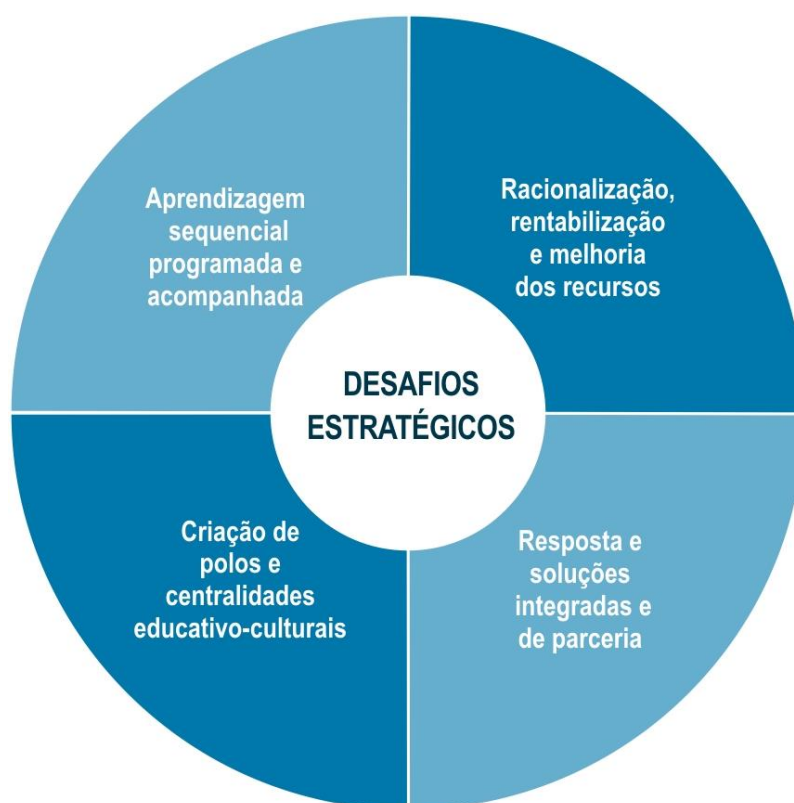 Aprendizagem
sequencial
programada e
acompanhada
Racionalização,
rentabilização
e melhoria
dos recursos
DESAFIOS
ESTRATÉGICOS
Criação de
polos e
centralidades
educativo-culturais
Resposta e
soluções
integradas e
de parceria